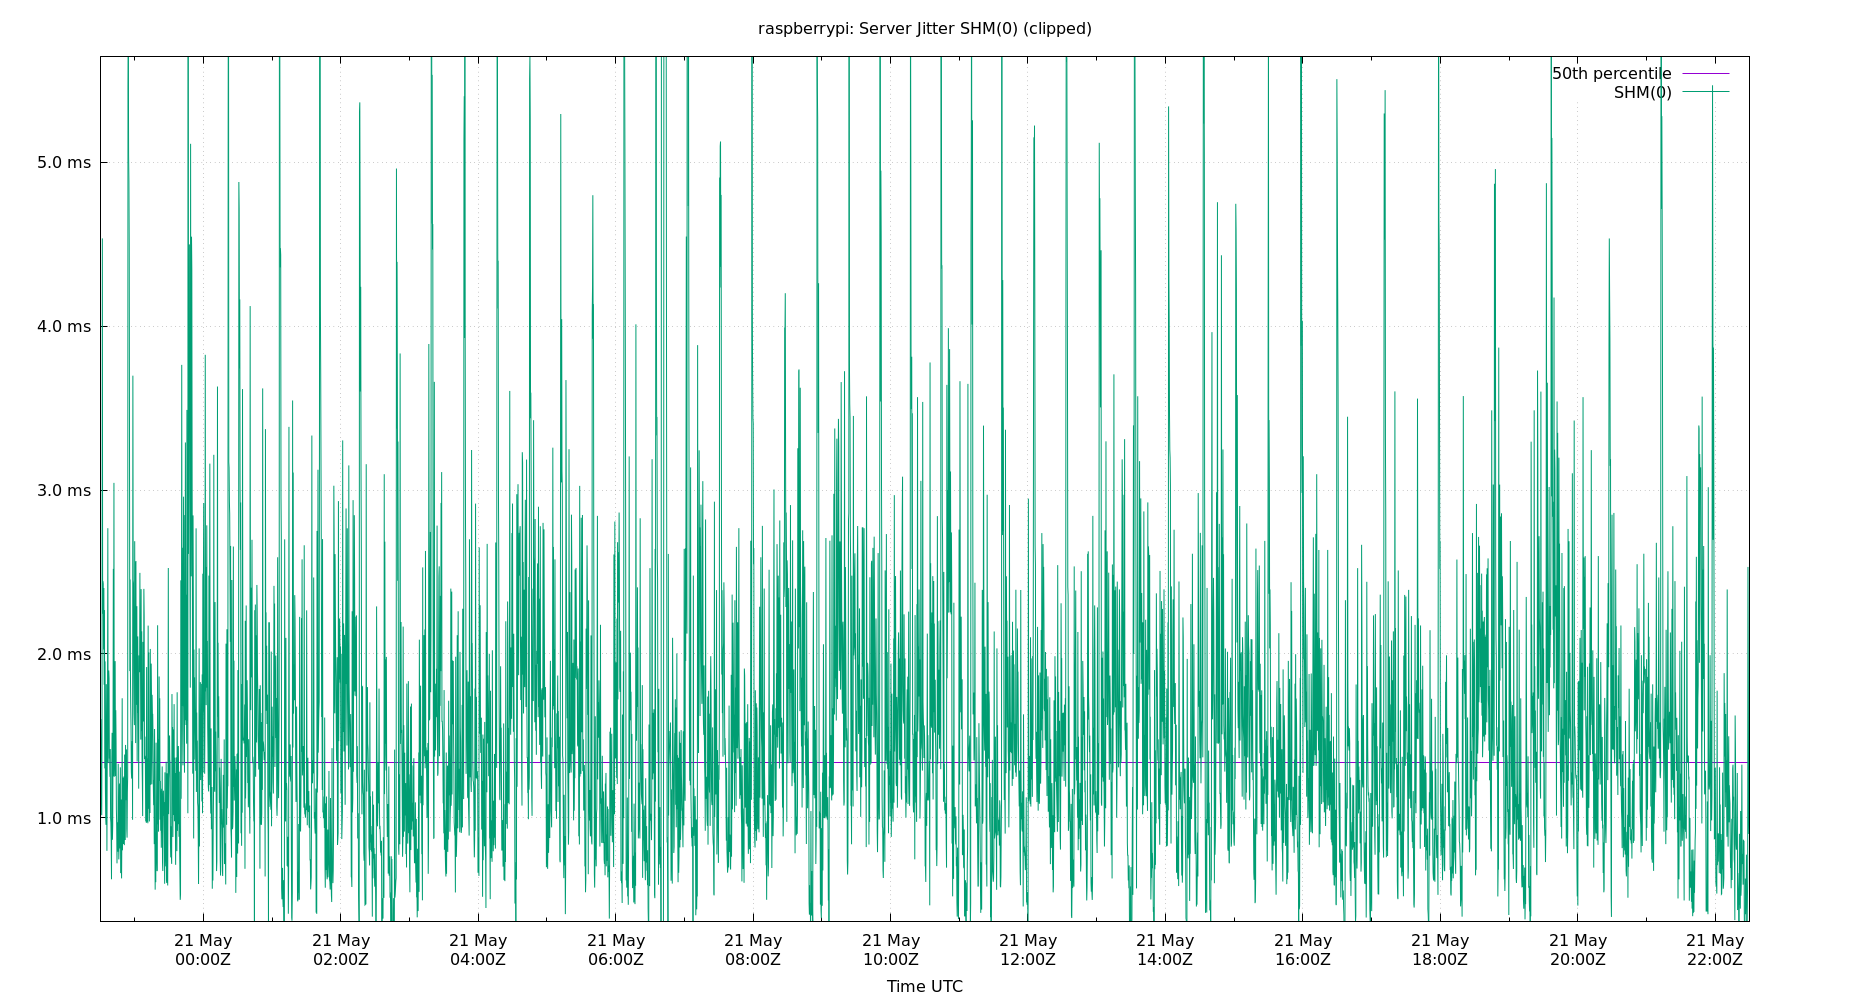 raspberrypi: Server Jitter SHM(0) (clipped)
50th percentile
SHM(0)
5.0 ms
4.0 ms
3.0 ms
2.0 ms
1.0 ms
21 May 21 May 21 May 21 May 21 May 21 May 21 May 21 May 21 May 21 May 21 May 21 May
00:00Z 02:00Z 04:00Z 06:00Z 08:00Z 10:00Z 12:00Z 14:00Z 16:00Z 18:00Z 20:00Z 22:00Z
Time UTC